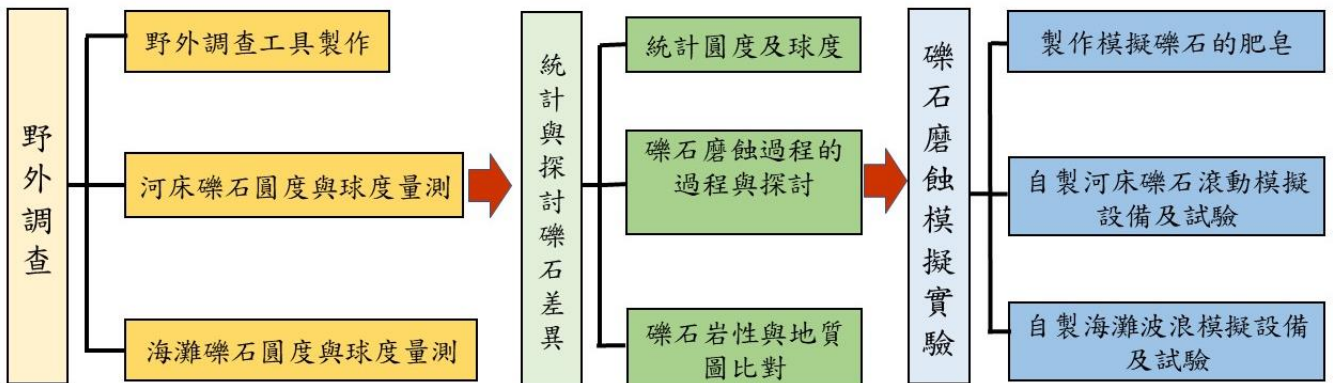 野外調查
野外調查工具製作
河床礫石圓度與球度量測
海灘礫石圓度與球度量測
統計與探討礫石差異
統計圓度及球度
礫石磨蝕過程的
過程與探討
礫石岩性與地質
圖比對
礫石磨蝕模擬實驗
製作模擬礫石的肥皂
自製河床礫石滾動模擬
設備及試驗
自製海灘波浪模擬設備
及試驗